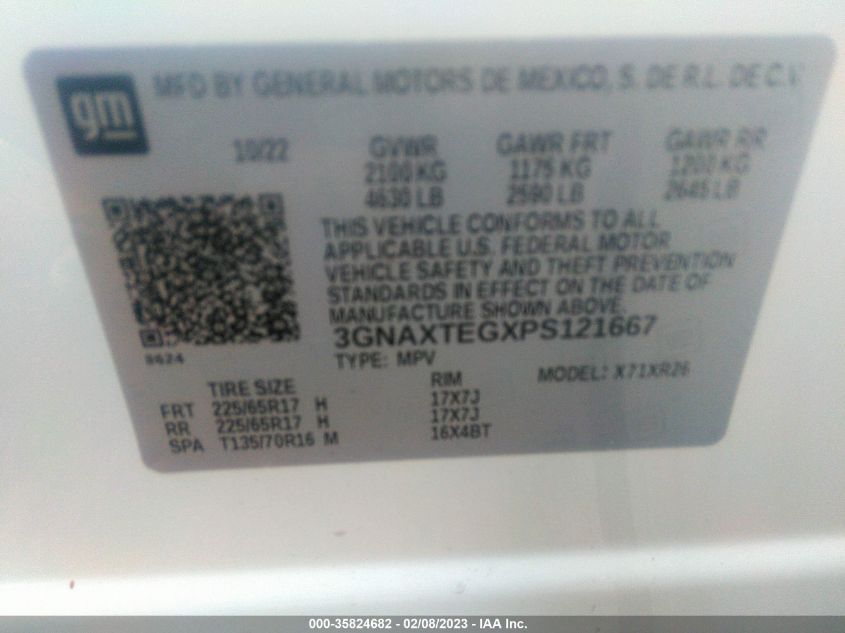 gm
MFD BY GENERAL MOTORS DE MEXICO, S. DE R.L. DE C.V.
10/22 GVWR GAWR FRT GAWR RR
2100 KG 1175 KG 1200 KG
4630 LB 2590 LB 2645 LB
THIS VEHICLE CONFORMS TO ALL
APPLICABLE U.S. FEDERAL MOTOR
VEHICLE SAFETY AND THEFT PREVENTION
STANDARDS IN EFFECT ON THE DATE OF
MANUFACTURE SHOWN ABOVE.
3GNAXTEGXPS121667
8624
TYPE: MPV
MODEL: X71XR26
TIRE SIZE RIM
FRT 225/65R17 H 17X7J
RR 225/65R17 H 17X7J
SPA T135/70R16 M 16X4BT
000-35824682 - 02/08/2023 - IAA Inc.